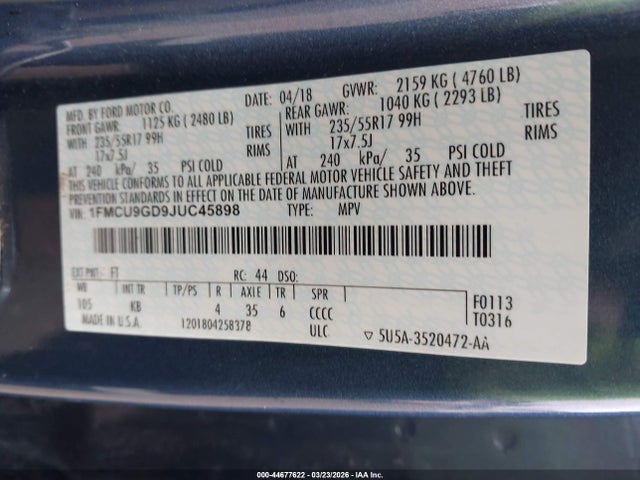 MFD. BY FORD MOTOR CO. DATE: 04/18 GVWR: 2159 KG ( 4760 LB)
FRONT GAWR: 1125 KG ( 2480 LB) REAR GAWR: 1040 KG ( 2293 LB)
WITH 235/55R17 99H TIRES WITH 235/55R17 99H TIRES
17x7.5J RIMS 17x7.5J RIMS
AT 240 kPa/ 35 PSI COLD AT 240 kPa/ 35 PSI COLD
THIS VEHICLE CONFORMS TO ALL APPLICABLE FEDERAL MOTOR VEHICLE SAFETY AND THEFT
PREVENTION STANDARDS IN EFFECT ON THE DATE OF MANUFACTURE SHOWN ABOVE.
VIN: 1FMCU9GD9JUC45898 TYPE: MPV
EXT PNT: FT RC: 44 DSO:
WB INT TR TP/PS R AXLE TR SPR
105 KB 4 35 6 CCCC
F0113
T0316
MADE IN U.S.A. 1201804258378 ULC ▽ 5U5A-3520472-AA
000-44677622 - 03/23/2026 - IAA Inc.